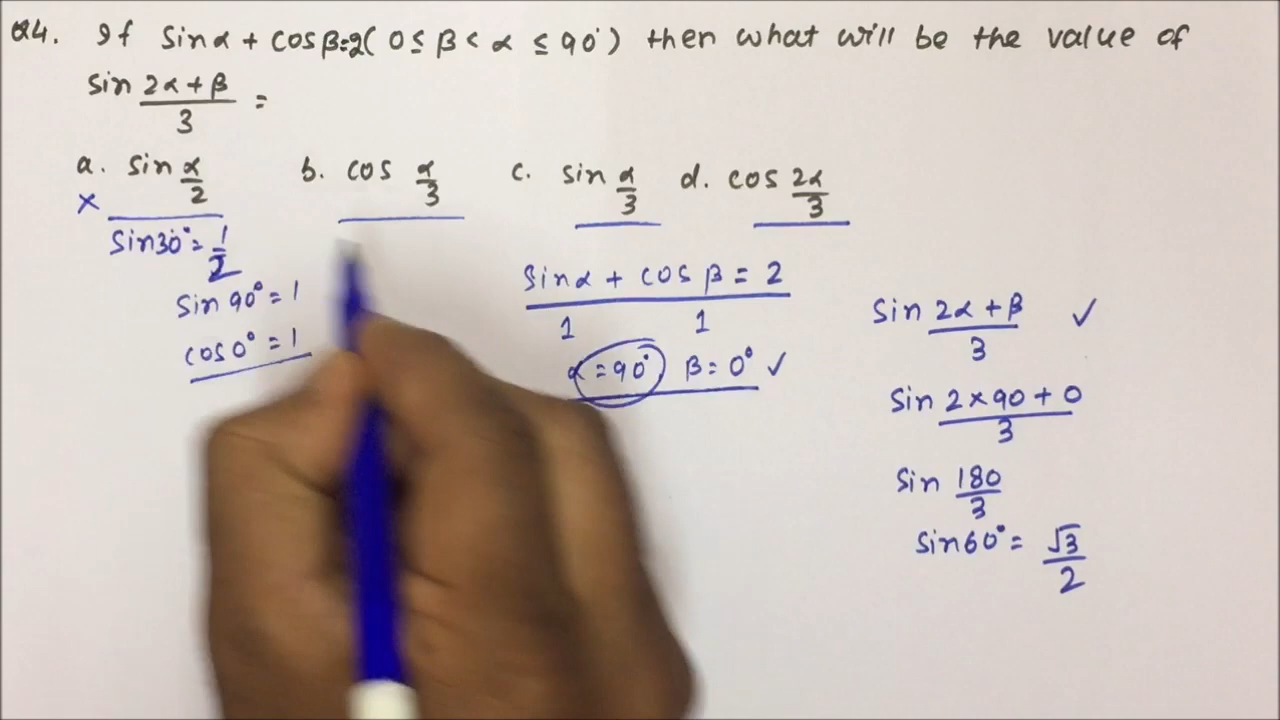 Q4. If Sinα + Cosβ=2( 0≤ β < α ≤ 90°) then what will be the value of
Sin 2α+β/3 =
a. Sin α/2 b. Cos α/3 c. Sin α/3 d. Cos 2α/3
×
Sin30° = 1/2
Sin 90° = 1
Cos 0° = 1
Sinα + Cos β = 2
1 1
α = 90° β = 0° ✓
Sin 2α+β/3 ✓
Sin 2×90+0/3
Sin 180/3
Sin60° = √3/2